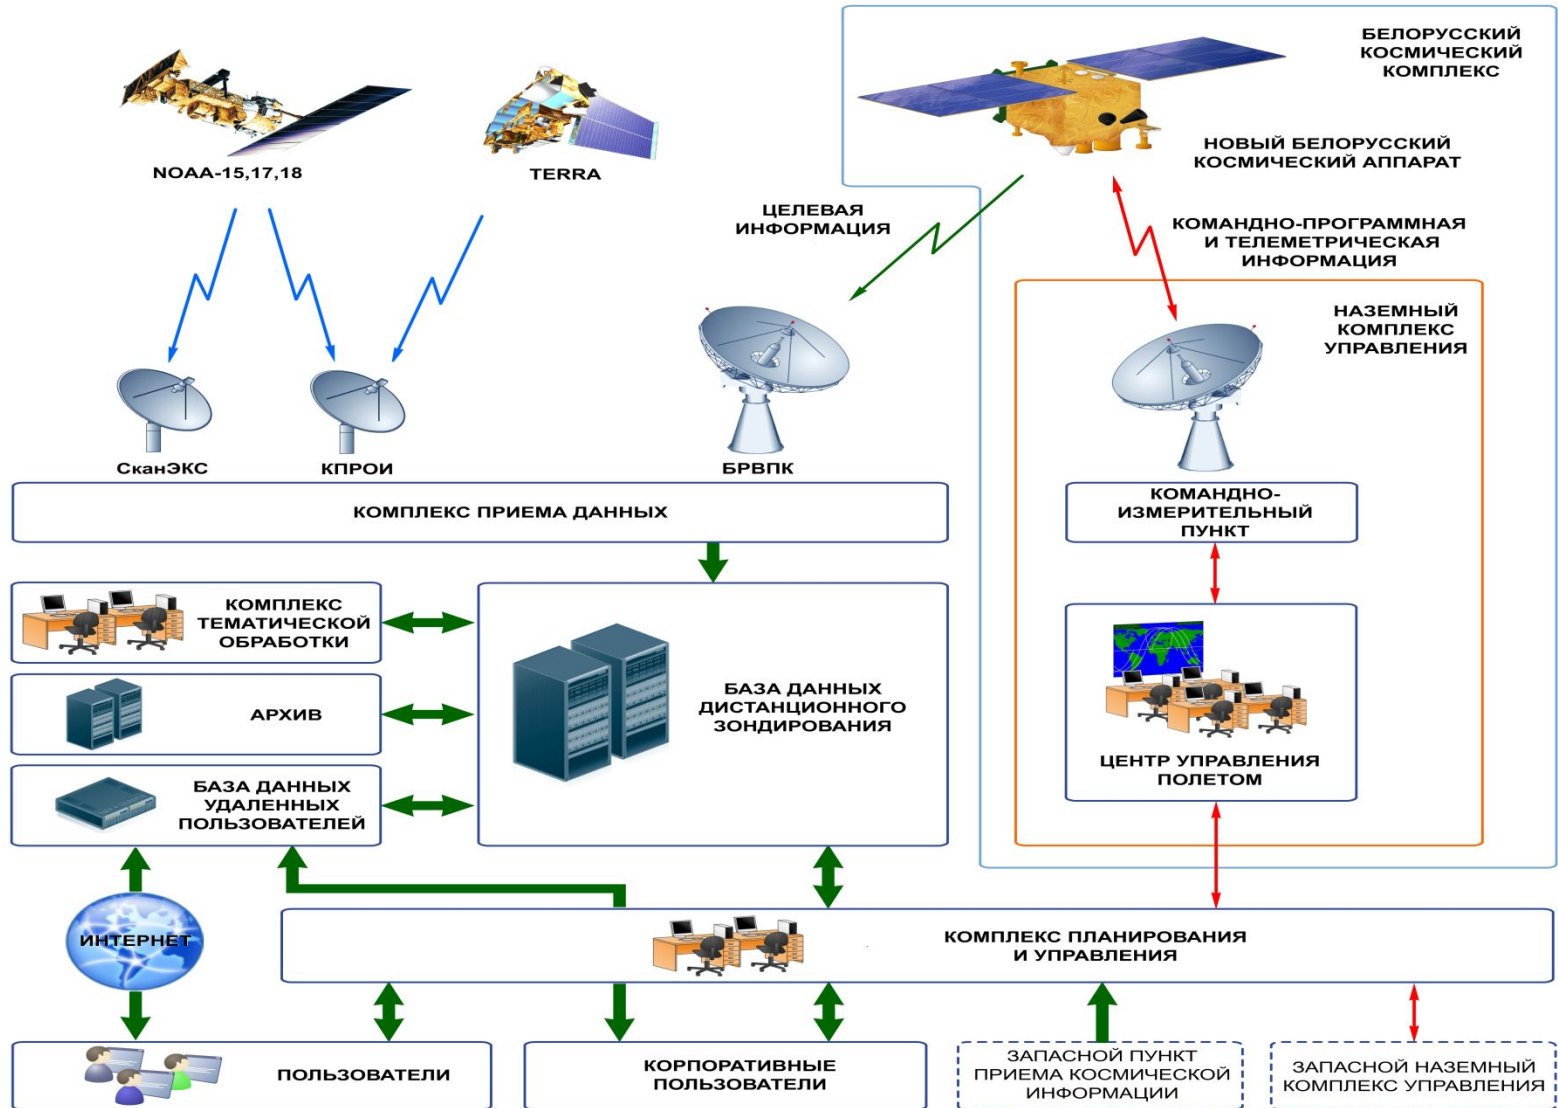 БЕЛОРУССКИЙ
КОСМИЧЕСКИЙ
КОМПЛЕКС
НОВЫЙ БЕЛОРУССКИЙ
КОСМИЧЕСКИЙ АППАРАТ
NOAA-15,17,18
TERRA
ЦЕЛЕВАЯ
ИНФОРМАЦИЯ
КОМАНДНО-ПРОГРАММНАЯ
И ТЕЛЕМЕТРИЧЕСКАЯ
ИНФОРМАЦИЯ
НАЗЕМНЫЙ
КОМПЛЕКС
УПРАВЛЕНИЯ
СканЭКС
КПРОИ
БРВПК
КОМПЛЕКС ПРИЕМА ДАННЫХ
КОМАНДНО-
ИЗМЕРИТЕЛЬНЫЙ
ПУНКТ
КОМПЛЕКС
ТЕМАТИЧЕСКОЙ
ОБРАБОТКИ
АРХИВ
БАЗА ДАННЫХ
УДАЛЕННЫХ
ПОЛЬЗОВАТЕЛЕЙ
БАЗА ДАННЫХ
ДИСТАНЦИОННОГО
ЗОНДИРОВАНИЯ
ЦЕНТР УПРАВЛЕНИЯ
ПОЛЕТОМ
ИНТЕРНЕТ
КОМПЛЕКС ПЛАНИРОВАНИЯ
И УПРАВЛЕНИЯ
ПОЛЬЗОВАТЕЛИ
КОРПОРАТИВНЫЕ
ПОЛЬЗОВАТЕЛИ
ЗАПАСНОЙ ПУНКТ
ПРИЕМА КОСМИЧЕСКОЙ
ИНФОРМАЦИИ
ЗАПАСНОЙ НАЗЕМНЫЙ
КОМПЛЕКС УПРАВЛЕНИЯ